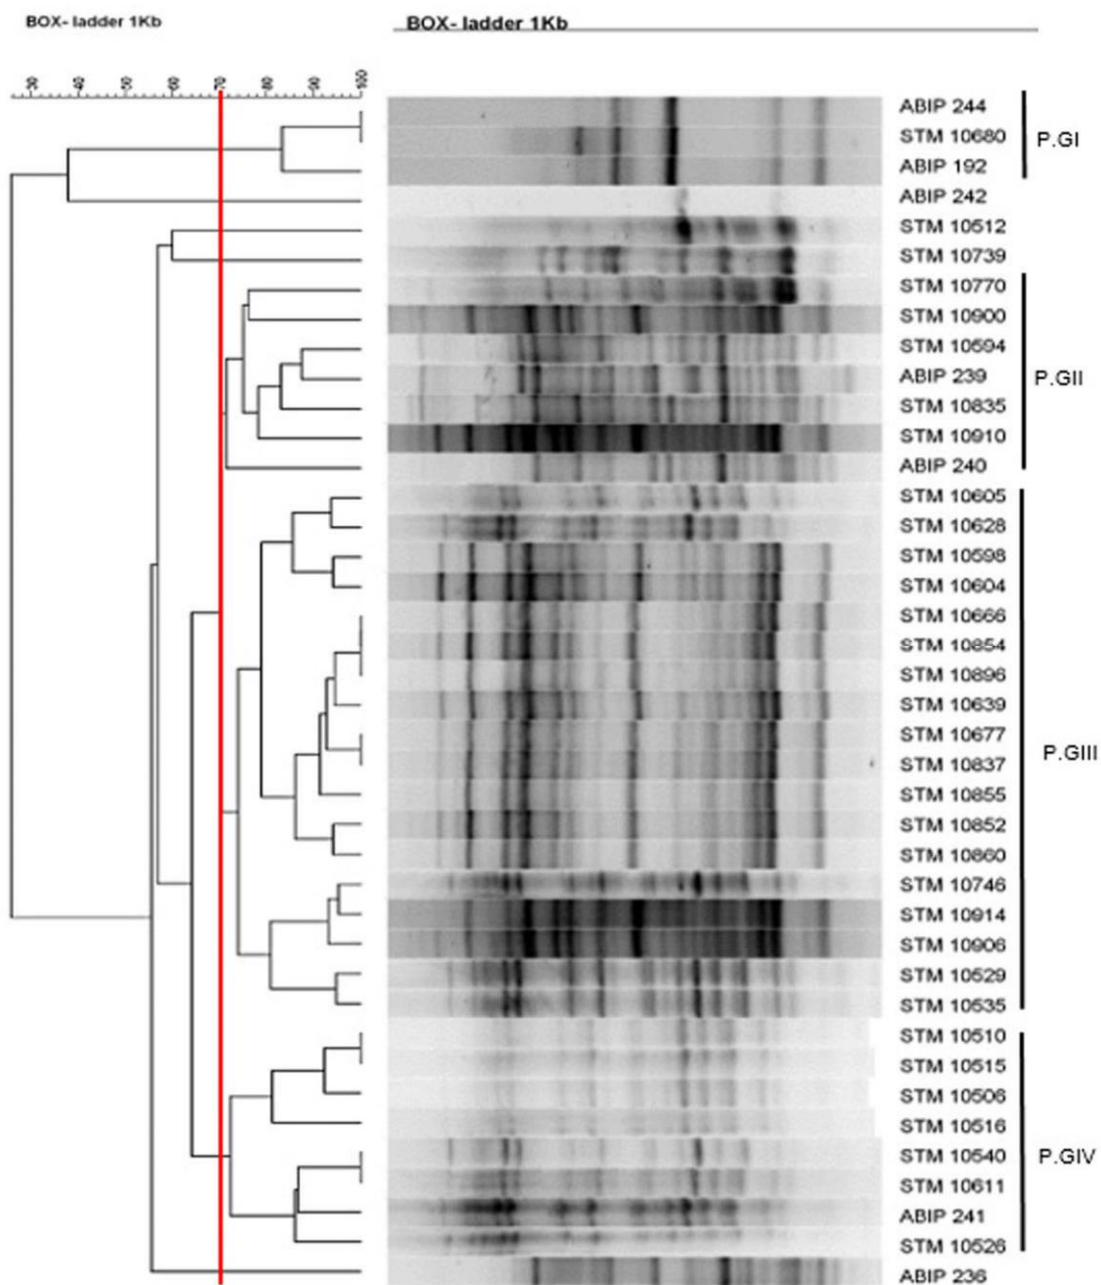 BOX- ladder 1Kb
BOX- ladder 1Kb
30 40 50 60 70 80 90 100
ABIP 244
STM 10680
P.GI
ABIP 192
ABIP 242
STM 10512
STM 10739
STM 10770
STM 10900
STM 10594
ABIP 239
P.GII
STM 10835
STM 10910
ABIP 240
STM 10605
STM 10628
STM 10598
STM 10604
STM 10666
STM 10854
STM 10896
STM 10639
STM 10677
P.GIII
STM 10837
STM 10855
STM 10852
STM 10860
STM 10746
STM 10914
STM 10906
STM 10529
STM 10535
STM 10510
STM 10515
STM 10506
STM 10516
STM 10540
P.GIV
STM 10611
ABIP 241
STM 10526
ABIP 236